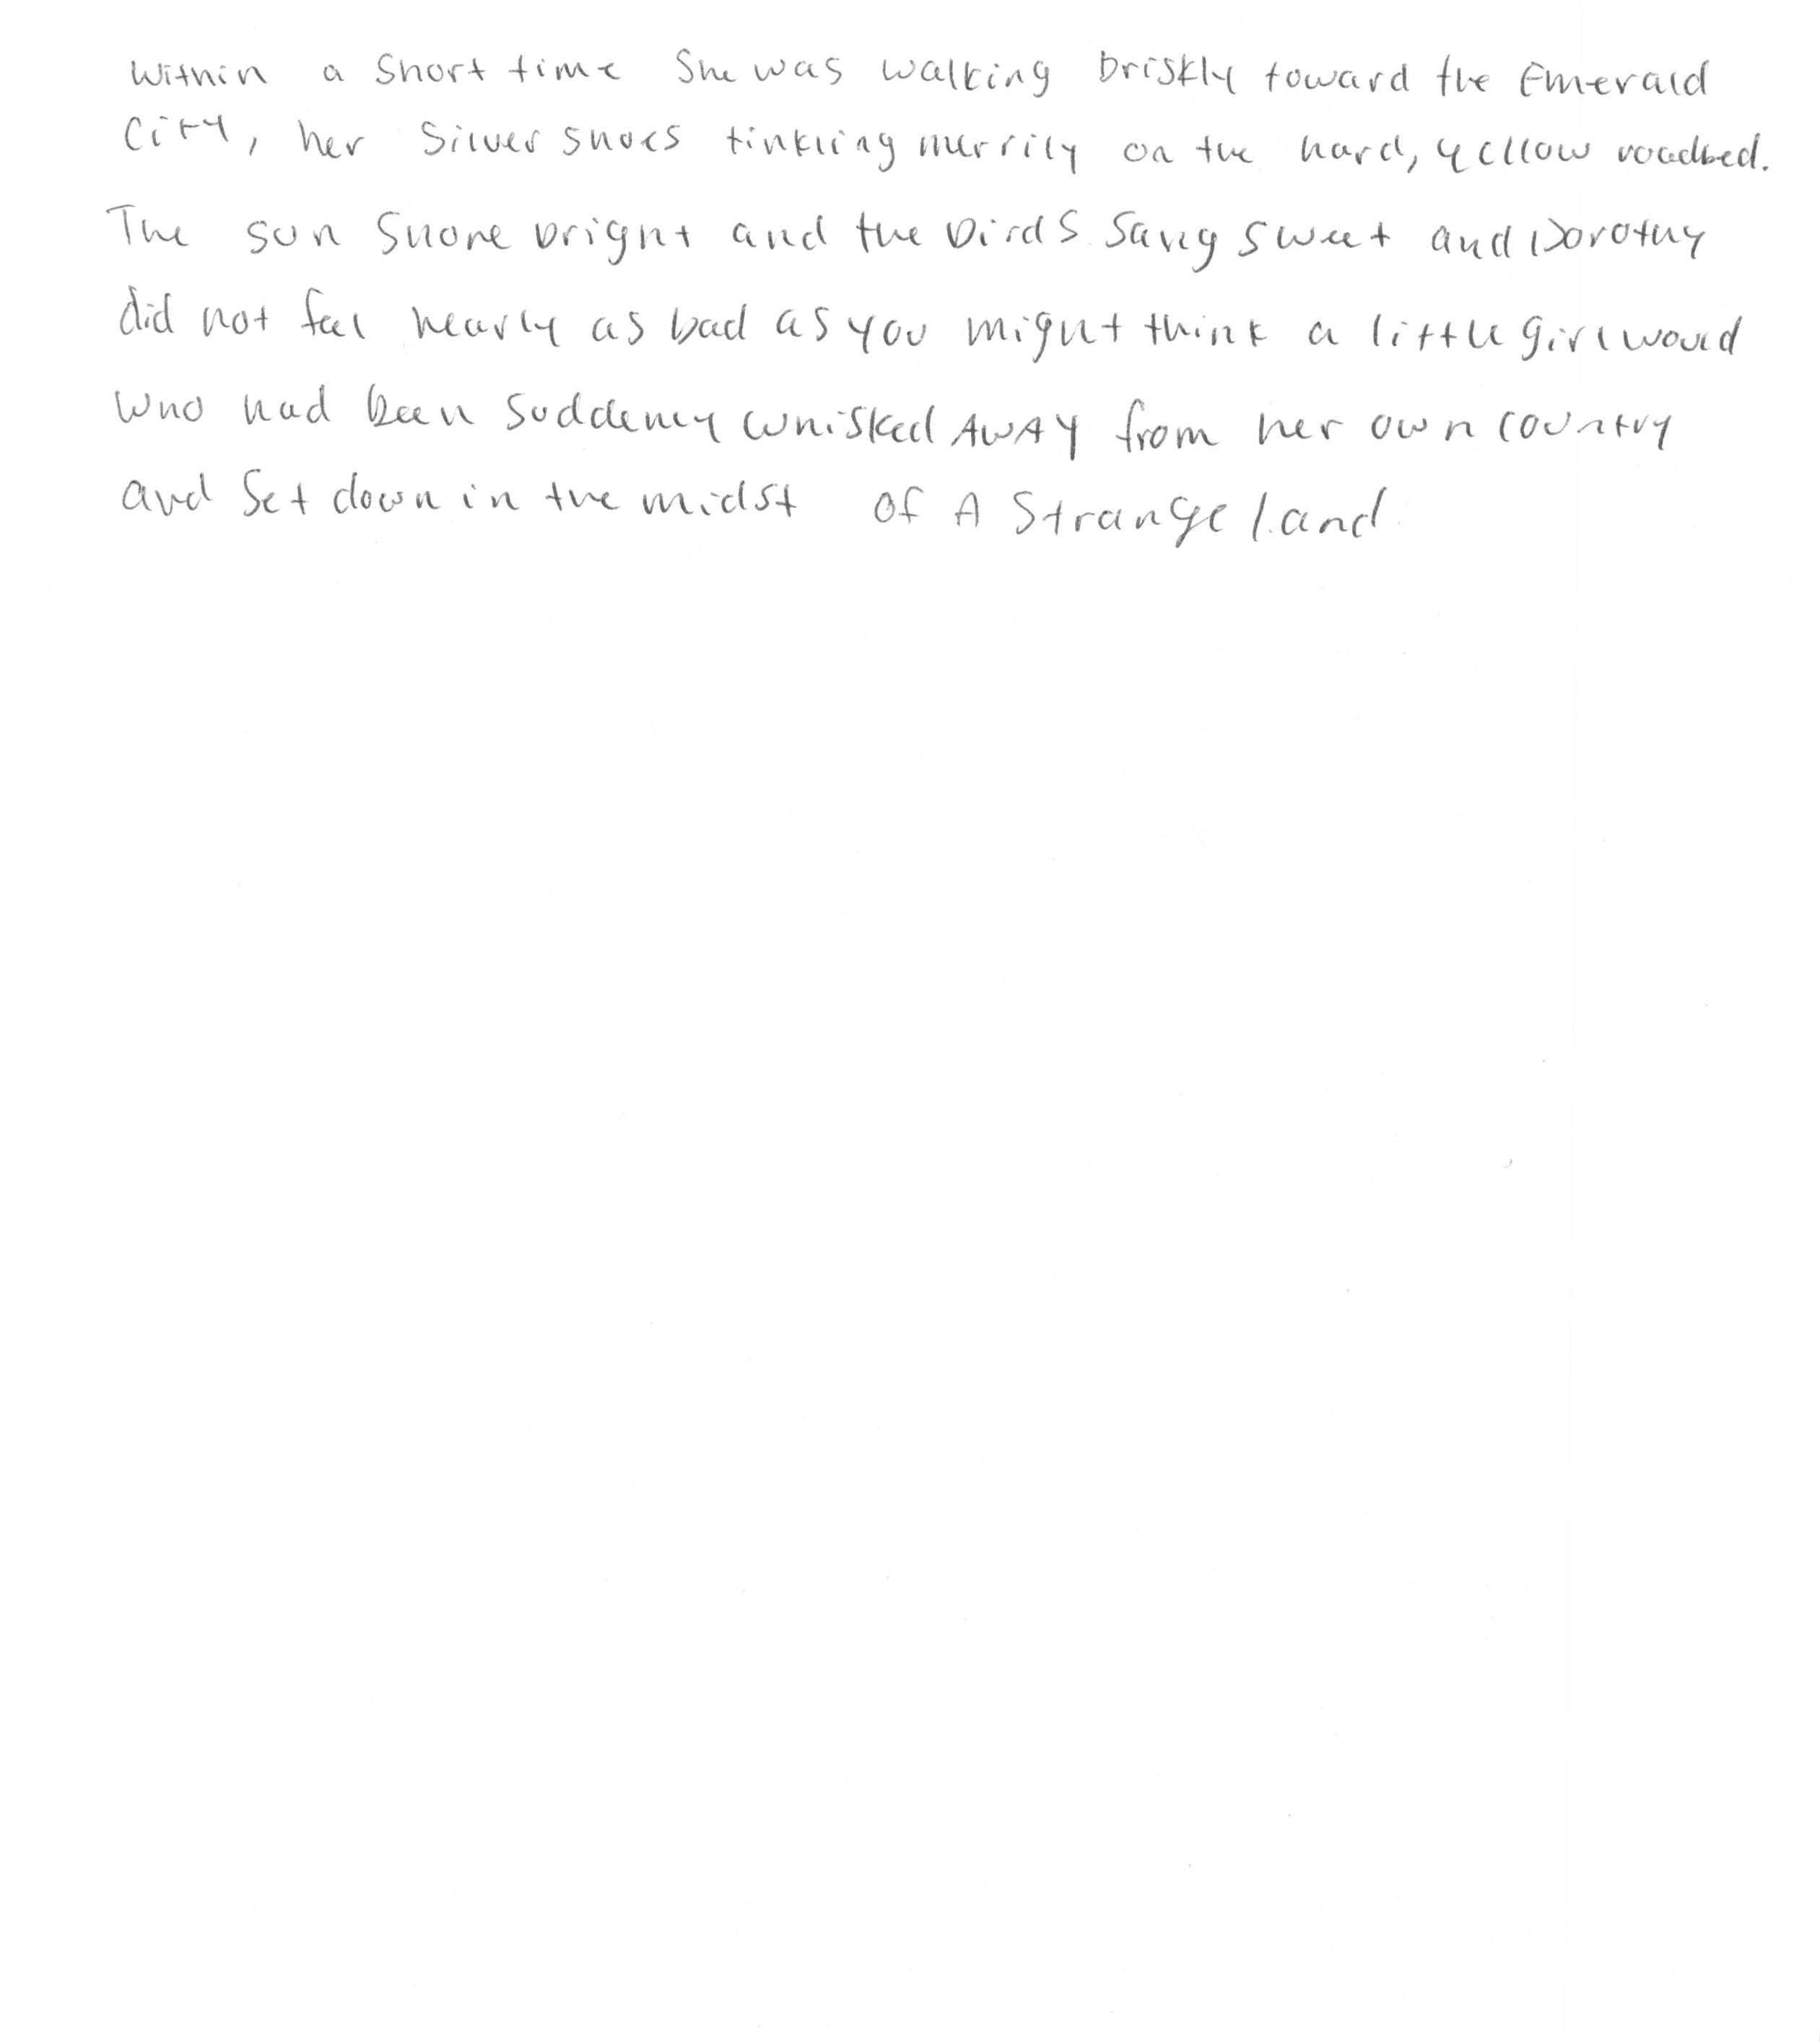 Within a short time she was walking briskly toward the Emerald
City, her Silver shoes tinkling merrily on the hard, yellow roadbed.
The sun shone bright and the birds sang sweet and Dorothy
did not feel nearly as bad as you might think a little girl would
who had been suddenly whisked AWAY from her own country
and set down in the midst of A Strange land